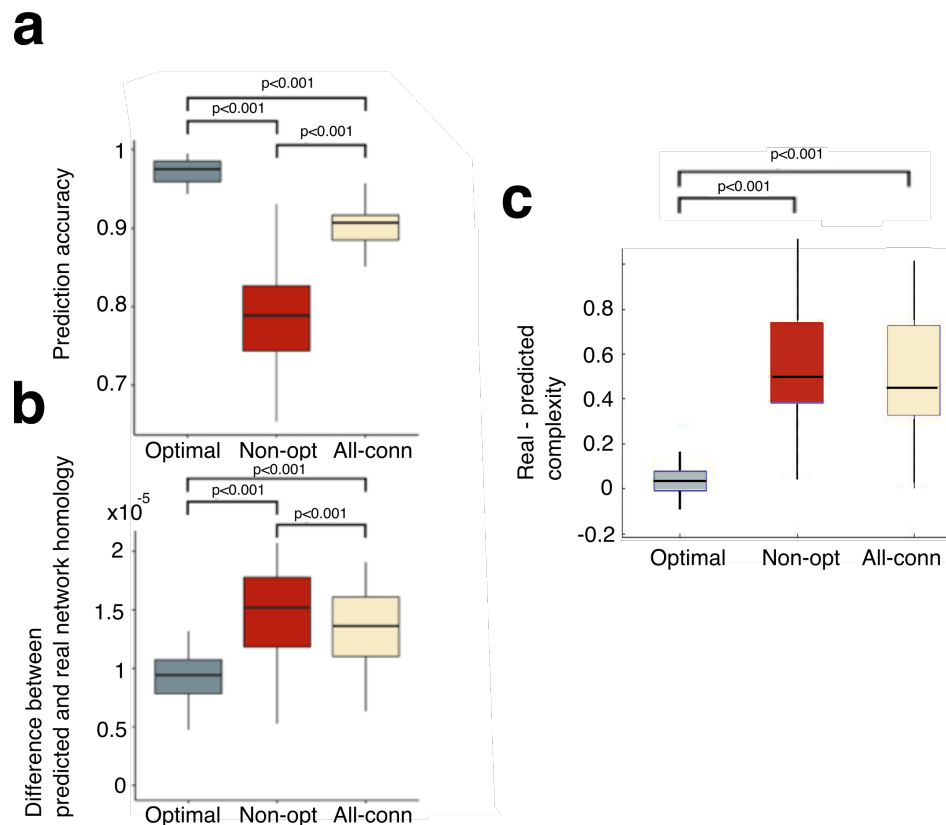 a
p<0.001
p<0.001
p<0.001
Prediction accuracy
1
0.9
0.8
0.7
Optimal Non-opt All-conn
b
p<0.001
p<0.001
p<0.001
x10-5
Difference between
predicted and real network homology
2
1.5
1
0.5
0
Optimal Non-opt All-conn
c
p<0.001
p<0.001
Real - predicted
complexity
0.8
0.6
0.4
0.2
0
-0.2
Optimal Non-opt All-conn